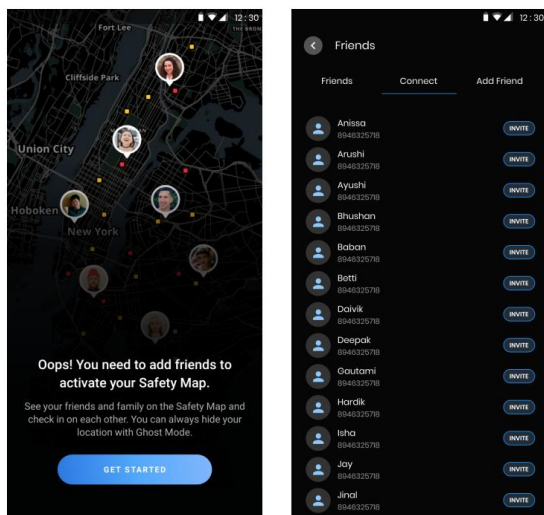 12:30
Fort Lee
THE BRON
Cliffside Park
Union City
Hoboken
New York
Oops! You need to add friends to
activate your Safety Map.
See your friends and family on the Safety Map and
check in on each other. You can always hide your
location with Ghost Mode.
GET STARTED
12:30
Friends
Friends Connect Add Friend
Anissa
8946325718
INVITE
Arushi
8946325718
INVITE
Ayushi
8946325718
INVITE
Bhushan
8946325718
INVITE
Baban
8946325718
INVITE
Betti
8946325718
INVITE
Daivik
8946325718
INVITE
Deepak
8946325718
INVITE
Gautami
8946325718
INVITE
Hardik
8946325718
INVITE
Isha
8946325718
INVITE
Jay
8946325718
INVITE
Jinal
8946325718
INVITE